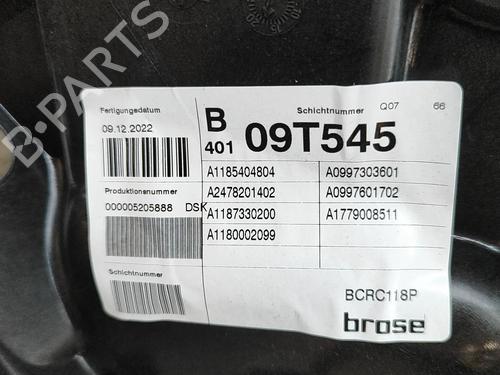 B-PARTS
Fertigungsdatum
09.12.2022
B
401
Schichtnummer
Q07
66
09T545
A1185404804
A0997303601
Produktionsnummer
A2478201402
A0997601702
000005205888 DSK
A1187330200
A1779008511
A1180002099
Schichtnummer
BCRC118P
brose